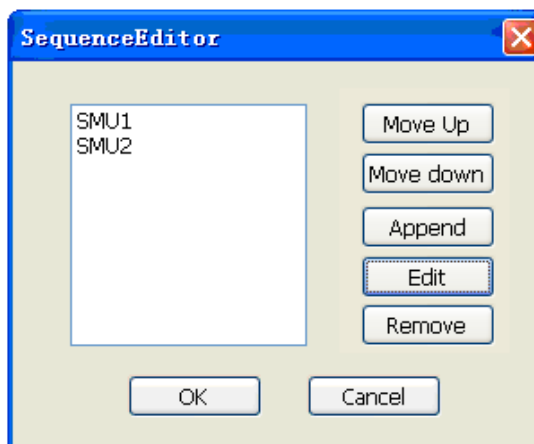 SequenceEditor
SMU1
SMU2
Move Up
Move down
Append
Edit
Remove
OK
Cancel